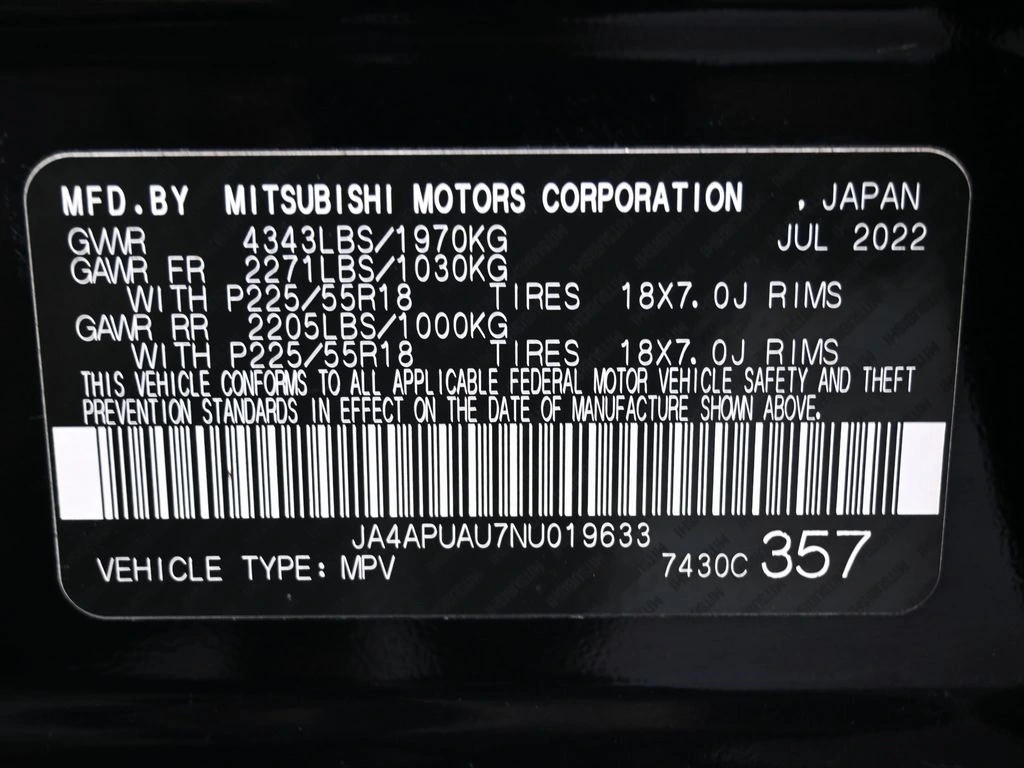 MFD.BY MITSUBISHI MOTORS CORPORATION , JAPAN
GVWR 4343LBS/1970KG JUL 2022
GAWR FR 2271LBS/1030KG
WITH P225/55R18 TIRES 18X7.0J RIMS
GAWR RR 2205LBS/1000KG
WITH P225/55R18 TIRES 18X7.0J RIMS
THIS VEHICLE CONFORMS TO ALL APPLICABLE FEDERAL MOTOR VEHICLE SAFETY AND THEFT
PREVENTION STANDARDS IN EFFECT ON THE DATE OF MANUFACTURE SHOWN ABOVE.
JA4APUAU7NU019633
VEHICLE TYPE: MPV 7430C 357